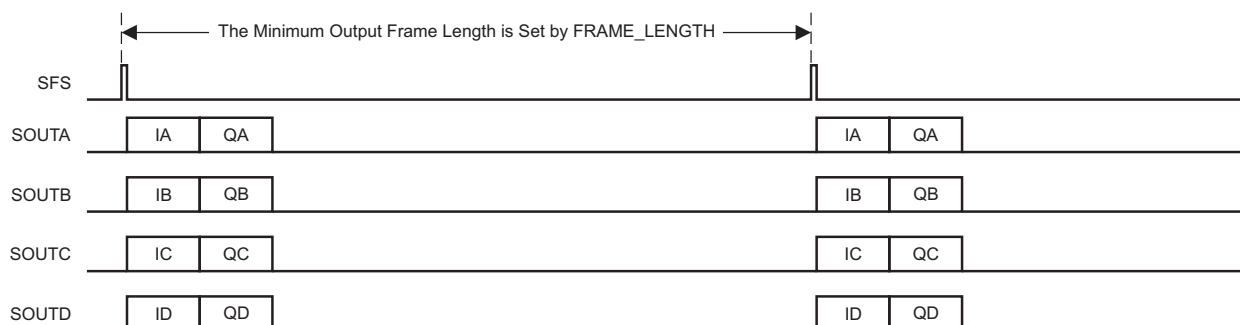 The Minimum Output Frame Length is Set by FRAME_LENGTH
SFS
SOUTA IA QA IA QA
SOUTB IB QB IB QB
SOUTC IC QC IC QC
SOUTD ID QD ID QD